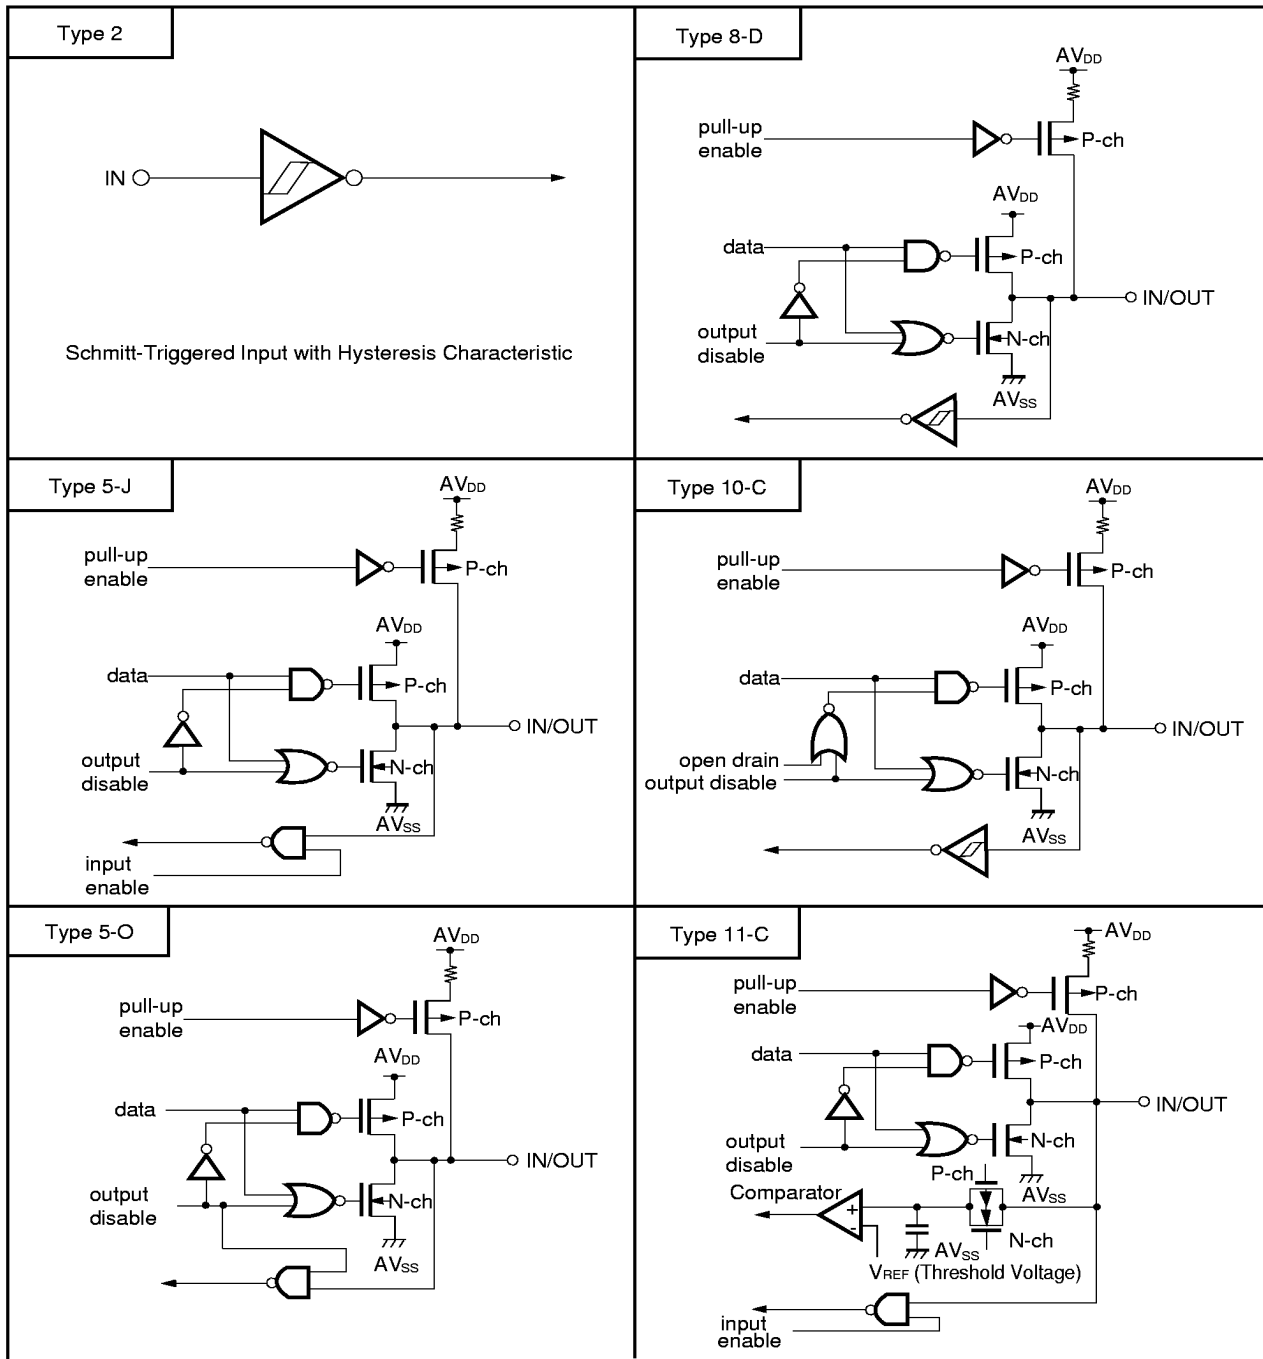 Type 2
IN
Schmitt-Triggered Input with Hysteresis Characteristic
Type 8-D
AVDD
pull-up
enable
P-ch
AVDD
data
P-ch
IN/OUT
output
disable
N-ch
AVSS
Type 5-J
AVDD
pull-up
enable
P-ch
AVDD
data
P-ch
IN/OUT
output
disable
N-ch
AVSS
input
enable
Type 10-C
AVDD
pull-up
enable
P-ch
AVDD
data
P-ch
IN/OUT
open drain
output disable
N-ch
AVSS
Type 5-O
AVDD
pull-up
enable
P-ch
AVDD
data
P-ch
IN/OUT
output
disable
N-ch
AVSS
Type 11-C
AVDD
pull-up
enable
P-ch
AVDD
data
P-ch
IN/OUT
output
disable
N-ch
P-ch
AVSS
Comparator
+
-
N-ch
AVSS
VREF (Threshold Voltage)
input
enable